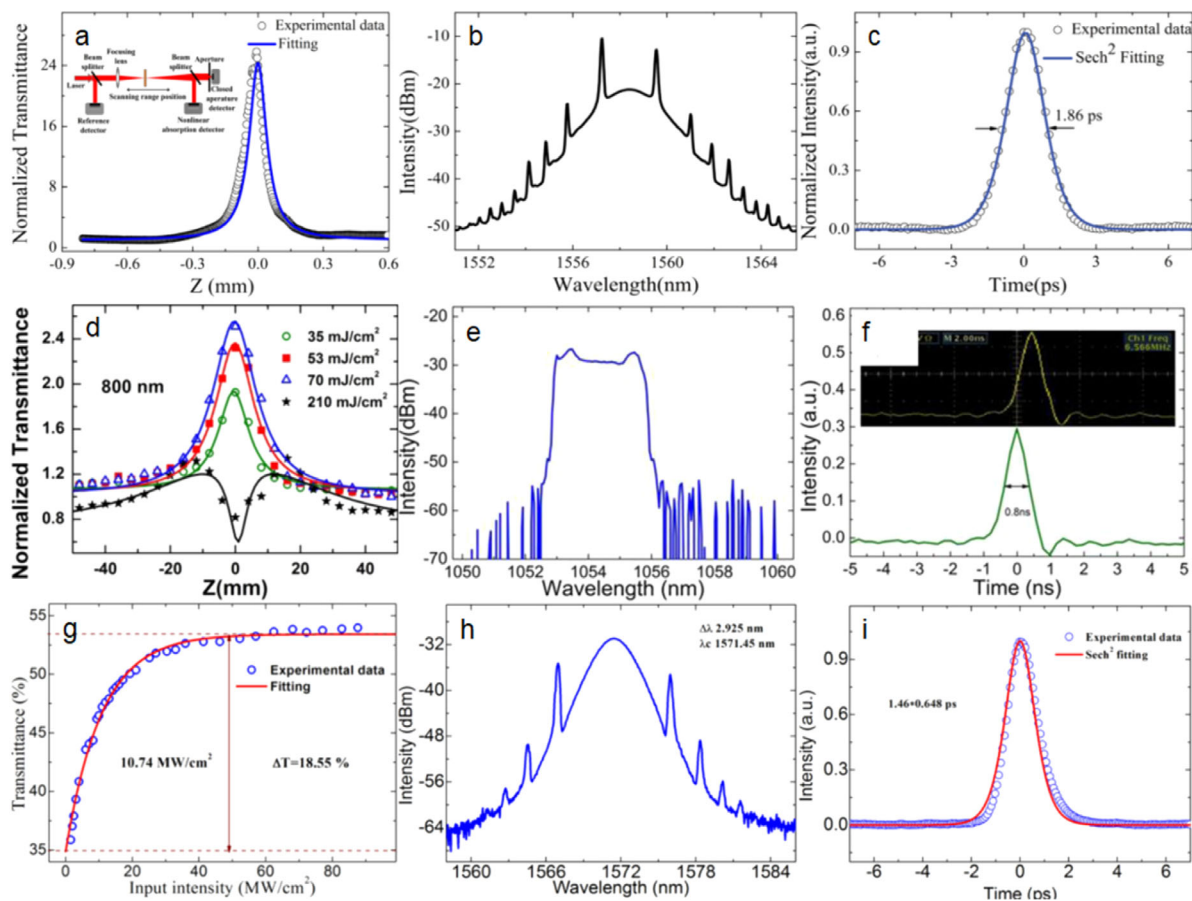 a
Experimental data
Fitting
Beam
splitter
Focusing
lens
Beam
splitter
Aperture
Laser
Scanning range position
Closed
aperature
detector
Reference
detector
Nonlinear
absorption detector
Normalized Transmittance
24
18
12
6
0
-0.9
-0.6
-0.3
0.0
0.3
0.6
Z (mm)
b
Intensity(dBm)
-10
-20
-30
-40
-50
1552
1556
1560
1564
Wavelength(nm)
c
Experimental data
Sech2 Fitting
1.86 ps
Normalized Intensity(a.u.)
1.0
0.8
0.6
0.4
0.2
0.0
-6
-3
0
3
6
Time(ps)
d
35 mJ/cm2
53 mJ/cm2
70 mJ/cm2
210 mJ/cm2
800 nm
Normalized Transmittance
2.4
2.0
1.6
1.2
0.8
-40
-20
0
20
40
Z(mm)
e
Intensity(dBm)
-20
-30
-40
-50
-60
-70
1050
1052
1054
1056
1058
1060
Wavelength (nm)
f
M 2.00ns
Ch1 Freq
6.566MHz
0.8ns
Intensity (a.u.)
0.6
0.5
0.4
0.3
0.2
0.1
0.0
-5
-4
-3
-2
-1
0
1
2
3
4
5
Time (ns)
g
Experimental data
Fitting
10.74 MW/cm2
ΔT=18.55 %
Transmittance (%)
55
50
45
40
35
0
20
40
60
80
Input intensity (MW/cm2)
h
Δλ 2.925 nm
λc 1571.45 nm
Intensity (dBm)
-32
-40
-48
-56
-64
1560
1566
1572
1578
1584
Wavelength (nm)
i
Experimental data
Sech2 fitting
1.46*0.648 ps
Intensity (a.u.)
0.9
0.6
0.3
0.0
-6
-4
-2
0
2
4
6
Time (ps)